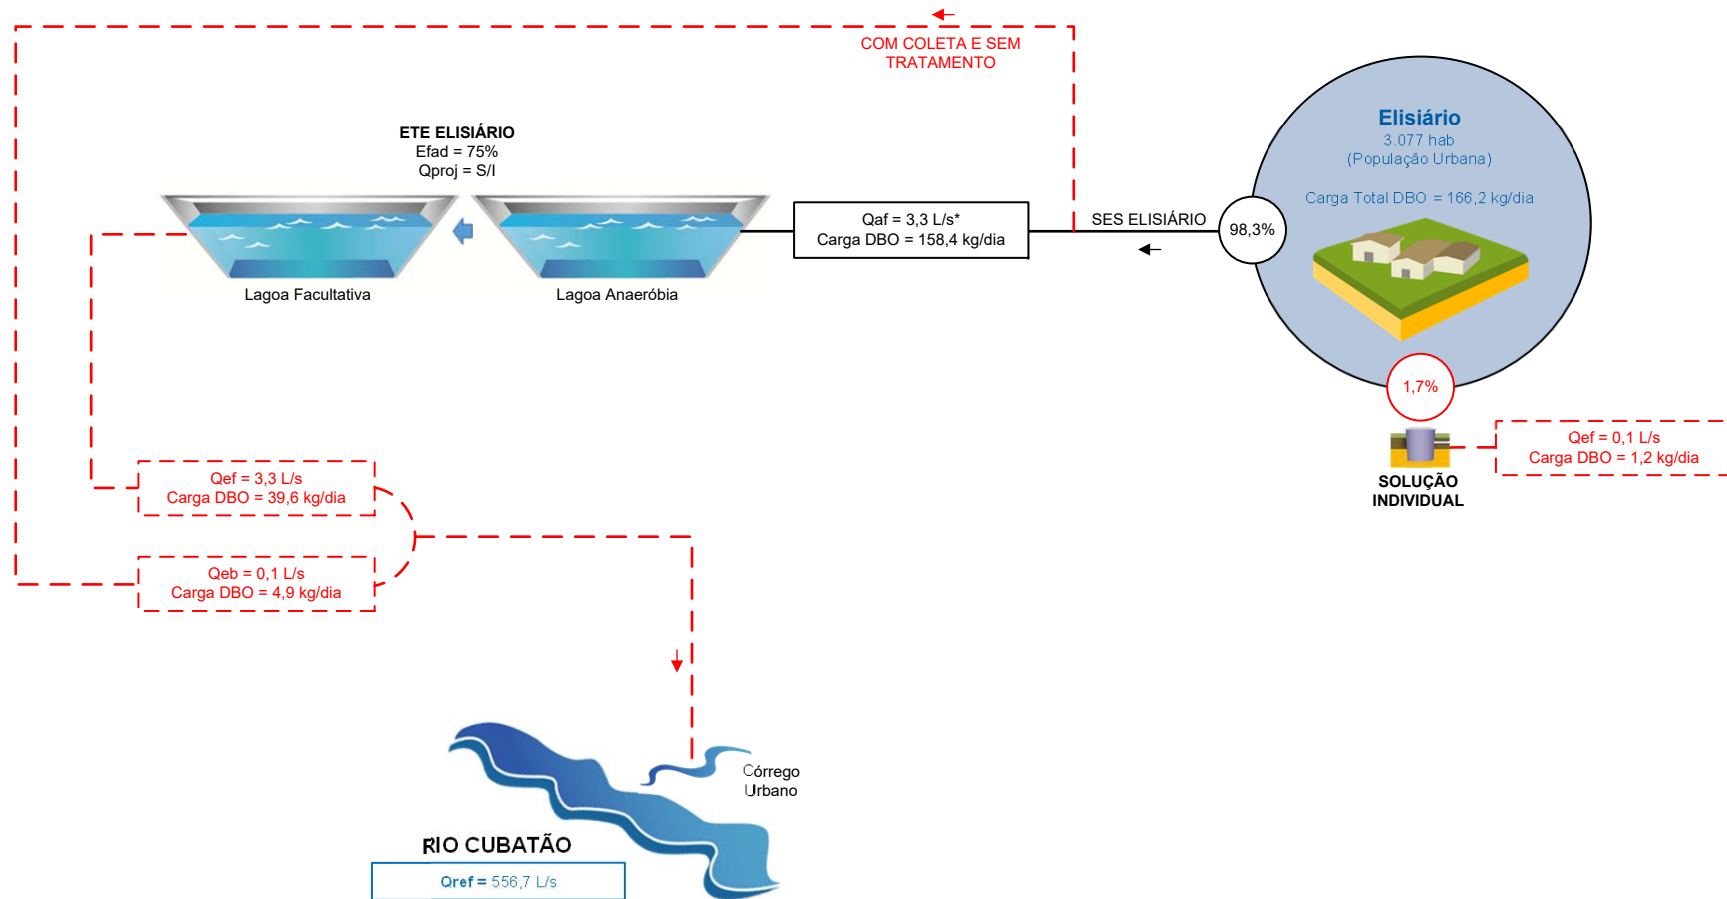 COM COLETA E SEM
TRATAMENTO
ETE ELISIÁRIO
Efad = 75%
Qproj = S/I
Lagoa Facultativa
Lagoa Anaeróbia
Qaf = 3,3 L/s*
Carga DBO = 158,4 kg/dia
SES ELISIÁRIO
98,3%
Elisiário
3.077 hab
(População Urbana)
Carga Total DBO = 166,2 kg/dia
1,7%
SOLUÇÃO
INDIVIDUAL
Qef = 0,1 L/s
Carga DBO = 1,2 kg/dia
Qef = 3,3 L/s
Carga DBO = 39,6 kg/dia
Qeb = 0,1 L/s
Carga DBO = 4,9 kg/dia
Córrego
Urbano
RIO CUBATÃO
Qref = 556,7 L/s